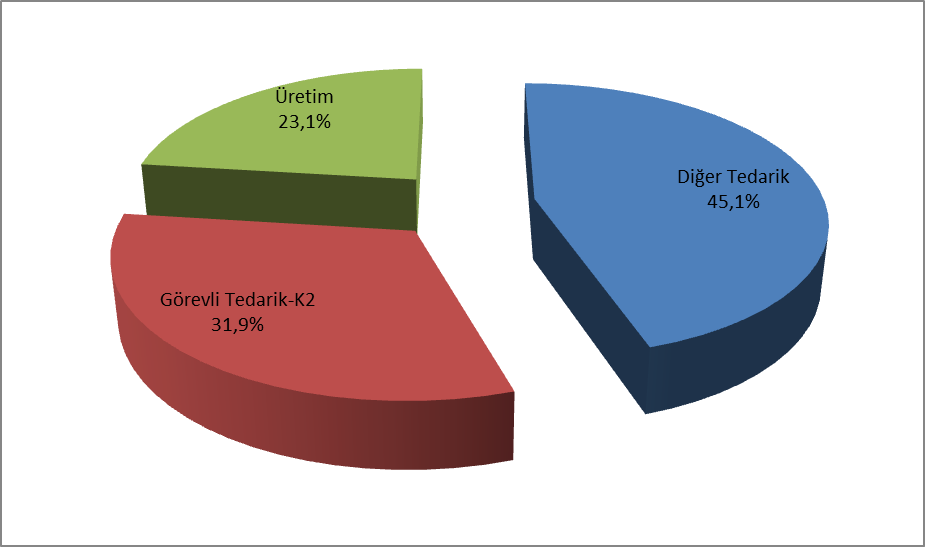 Üretim
23,1%
Diğer Tedarik
45,1%
Görevli Tedarik-K2
31,9%